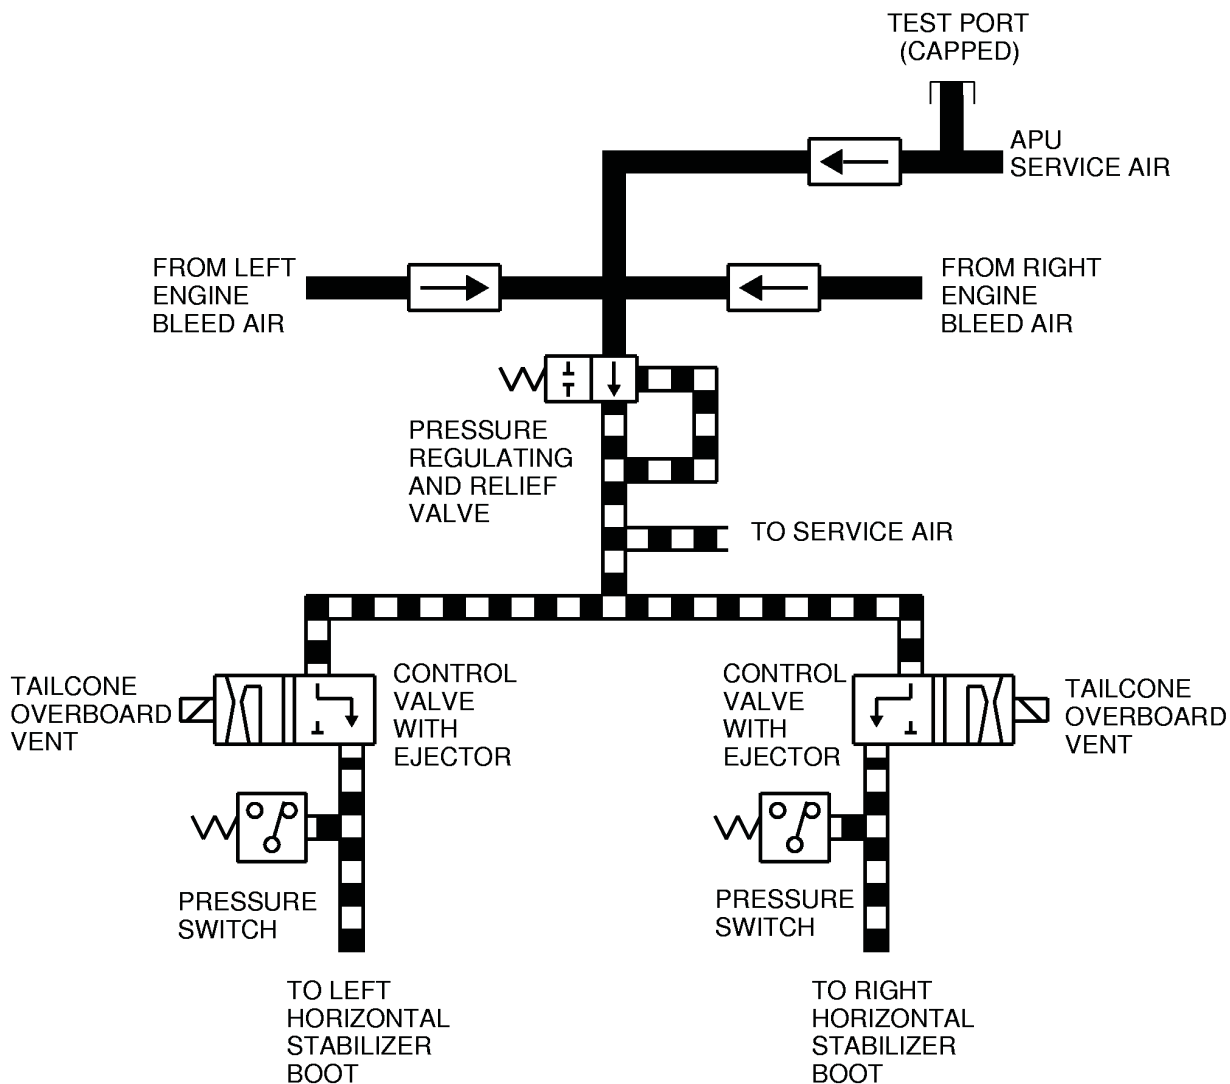 TEST PORT
(CAPPED)
APU
SERVICE AIR
FROM LEFT
ENGINE
BLEED AIR
FROM RIGHT
ENGINE
BLEED AIR
PRESSURE
REGULATING
AND RELIEF
VALVE
TO SERVICE AIR
TAILCONE
OVERBOARD
VENT
CONTROL
VALVE
WITH
EJECTOR
CONTROL
VALVE
WITH
EJECTOR
TAILCONE
OVERBOARD
VENT
PRESSURE
SWITCH
PRESSURE
SWITCH
TO LEFT
HORIZONTAL
STABILIZER
BOOT
TO RIGHT
HORIZONTAL
STABILIZER
BOOT